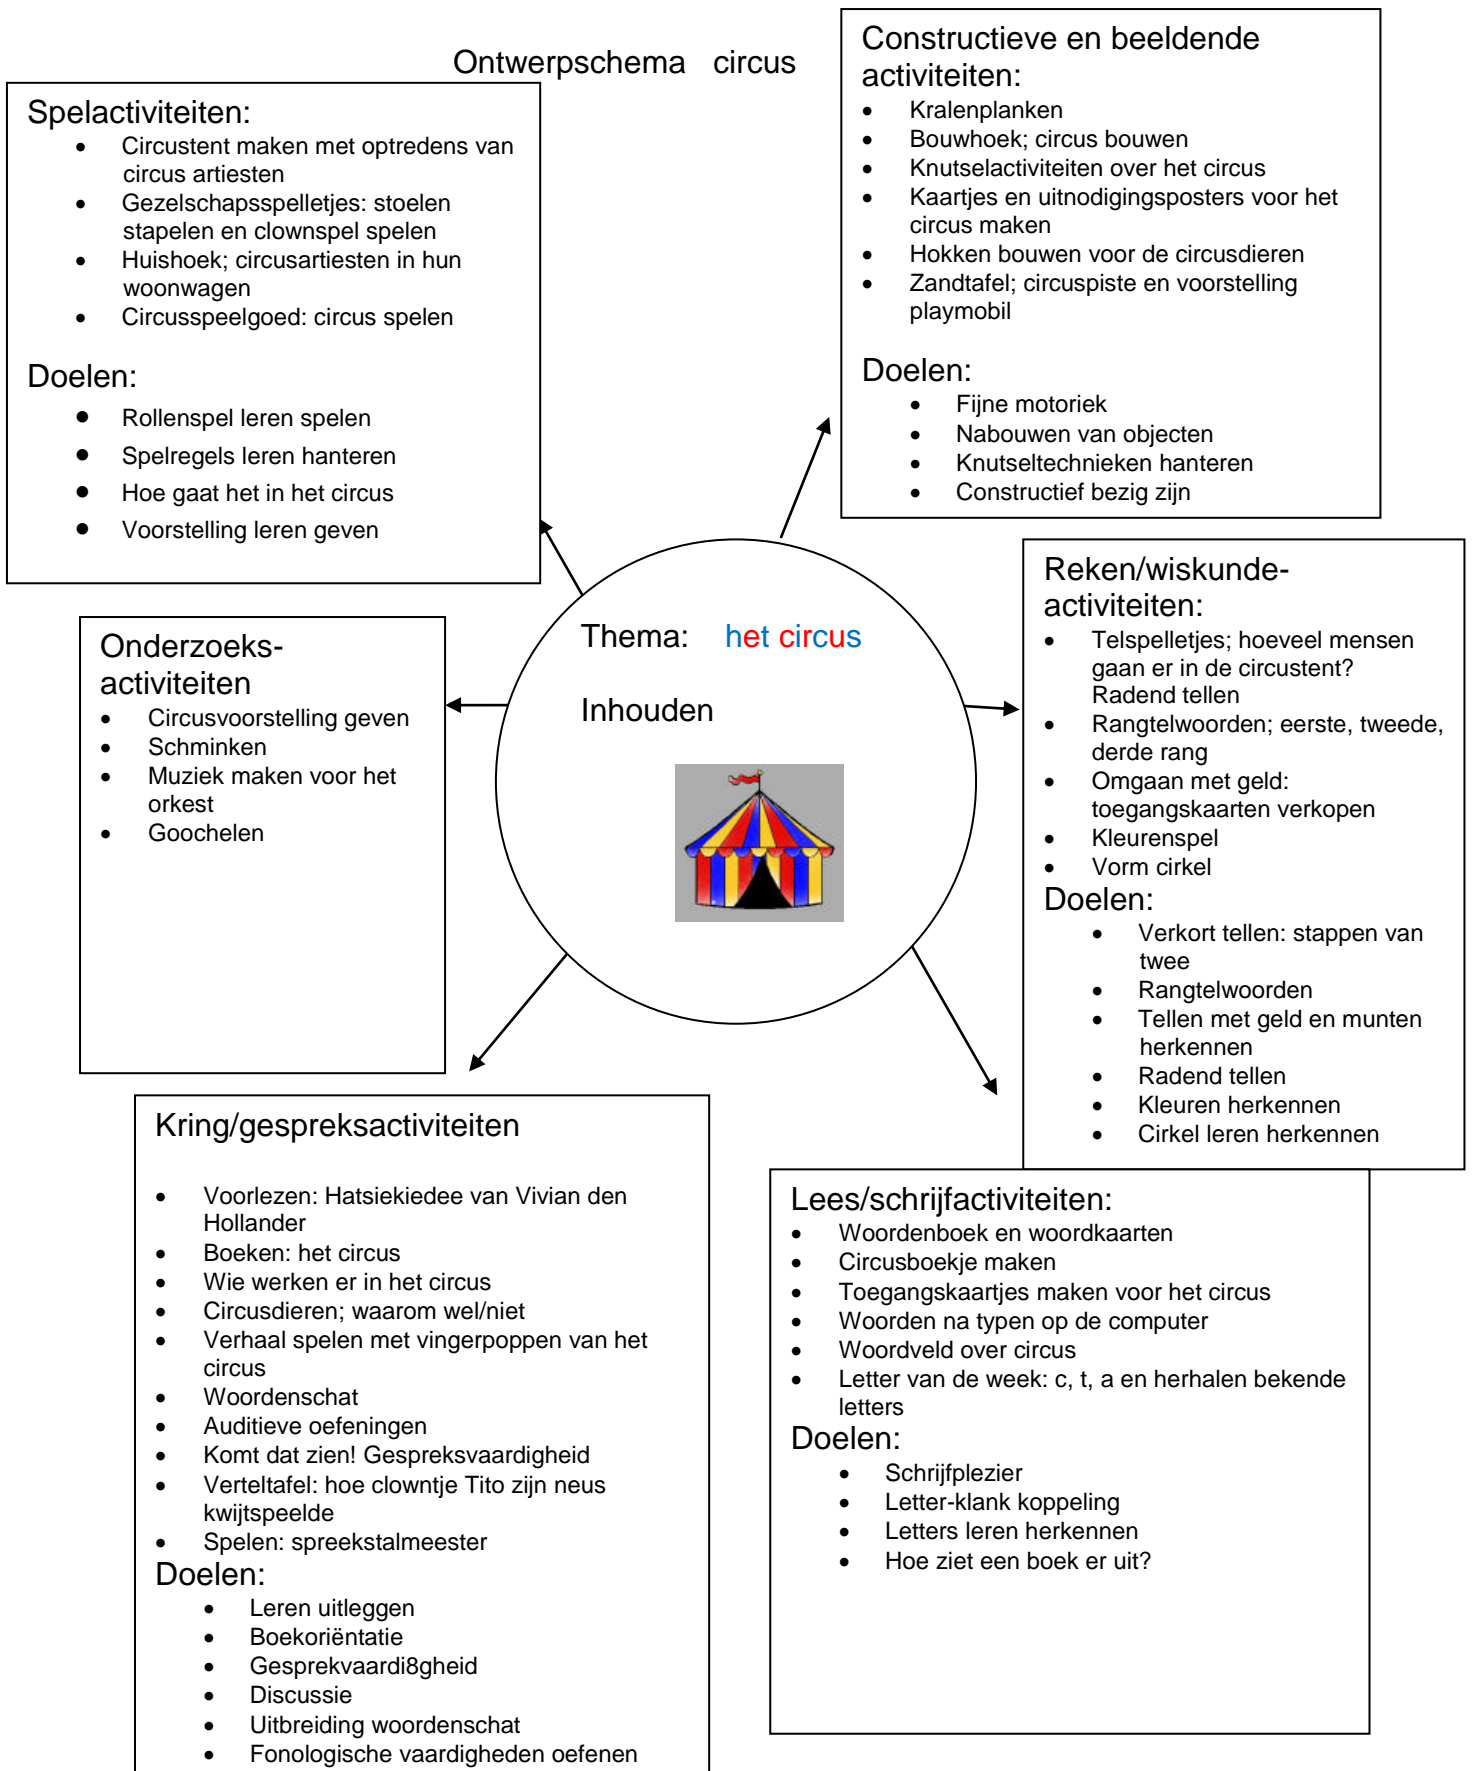 Ontwerpschema circus
Spelactiviteiten:
• Circustent maken met optredens van
circus artiesten
• Gezelschapsspelletjes: stoelen
stapelen en clownspel spelen
• Huishoek; circusartiesten in hun
woonwagen
• Circusspeelgoed: circus spelen
Doelen:
• Rollenspel leren spelen
• Spelregels leren hanteren
• Hoe gaat het in het circus
• Voorstelling leren geven
Constructieve en beeldende
activiteiten:
• Kralenplanken
• Bouwhoek; circus bouwen
• Knutselactiviteiten over het circus
• Kaartjes en uitnodigingsposters voor het
circus maken
• Hokken bouwen voor de circusdieren
• Zandtafel; circuspiste en voorstelling
playmobil
Doelen:
• Fijne motoriek
• Nabouwen van objecten
• Knutseltechnieken hanteren
• Constructief bezig zijn
Onderzoeks-
activiteiten
• Circusvoorstelling geven
• Schminken
• Muziek maken voor het
orkest
• Goochelen
Thema: het circus
Inhouden
Reken/wiskunde-
activiteiten:
• Telspelletjes; hoeveel mensen
gaan er in de circustent?
Radend tellen
• Rangtelwoorden; eerste, tweede,
derde rang
• Omgaan met geld:
toegangskaarten verkopen
• Kleurenspel
• Vorm cirkel
Doelen:
• Verkort tellen: stappen van
twee
• Rangtelwoorden
• Tellen met geld en munten
herkennen
• Radend tellen
• Kleuren herkennen
• Cirkel leren herkennen
Kring/gespreksactiviteiten
• Voorlezen: Hatsiekiedee van Vivian den
Hollander
• Boeken: het circus
• Wie werken er in het circus
• Circusdieren; waarom wel/niet
• Verhaal spelen met vingerpoppen van het
circus
• Woordenschat
• Auditieve oefeningen
• Komt dat zien! Gespreksvaardigheid
• Verteltafel: hoe clowntje Tito zijn neus
kwijtspeelde
• Spelen: spreekstalmeester
Doelen:
• Leren uitleggen
• Boekoriëntatie
• Gesprekvaardi8gheid
• Discussie
• Uitbreiding woordenschat
• Fonologische vaardigheden oefenen
Lees/schrijfactiviteiten:
• Woordenboek en woordkaarten
• Circusboekje maken
• Toegangskaartjes maken voor het circus
• Woorden na typen op de computer
• Woordveld over circus
• Letter van de week: c, t, a en herhalen bekende
letters
Doelen:
• Schrijfplezier
• Letter-klank koppeling
• Letters leren herkennen
• Hoe ziet een boek er uit?